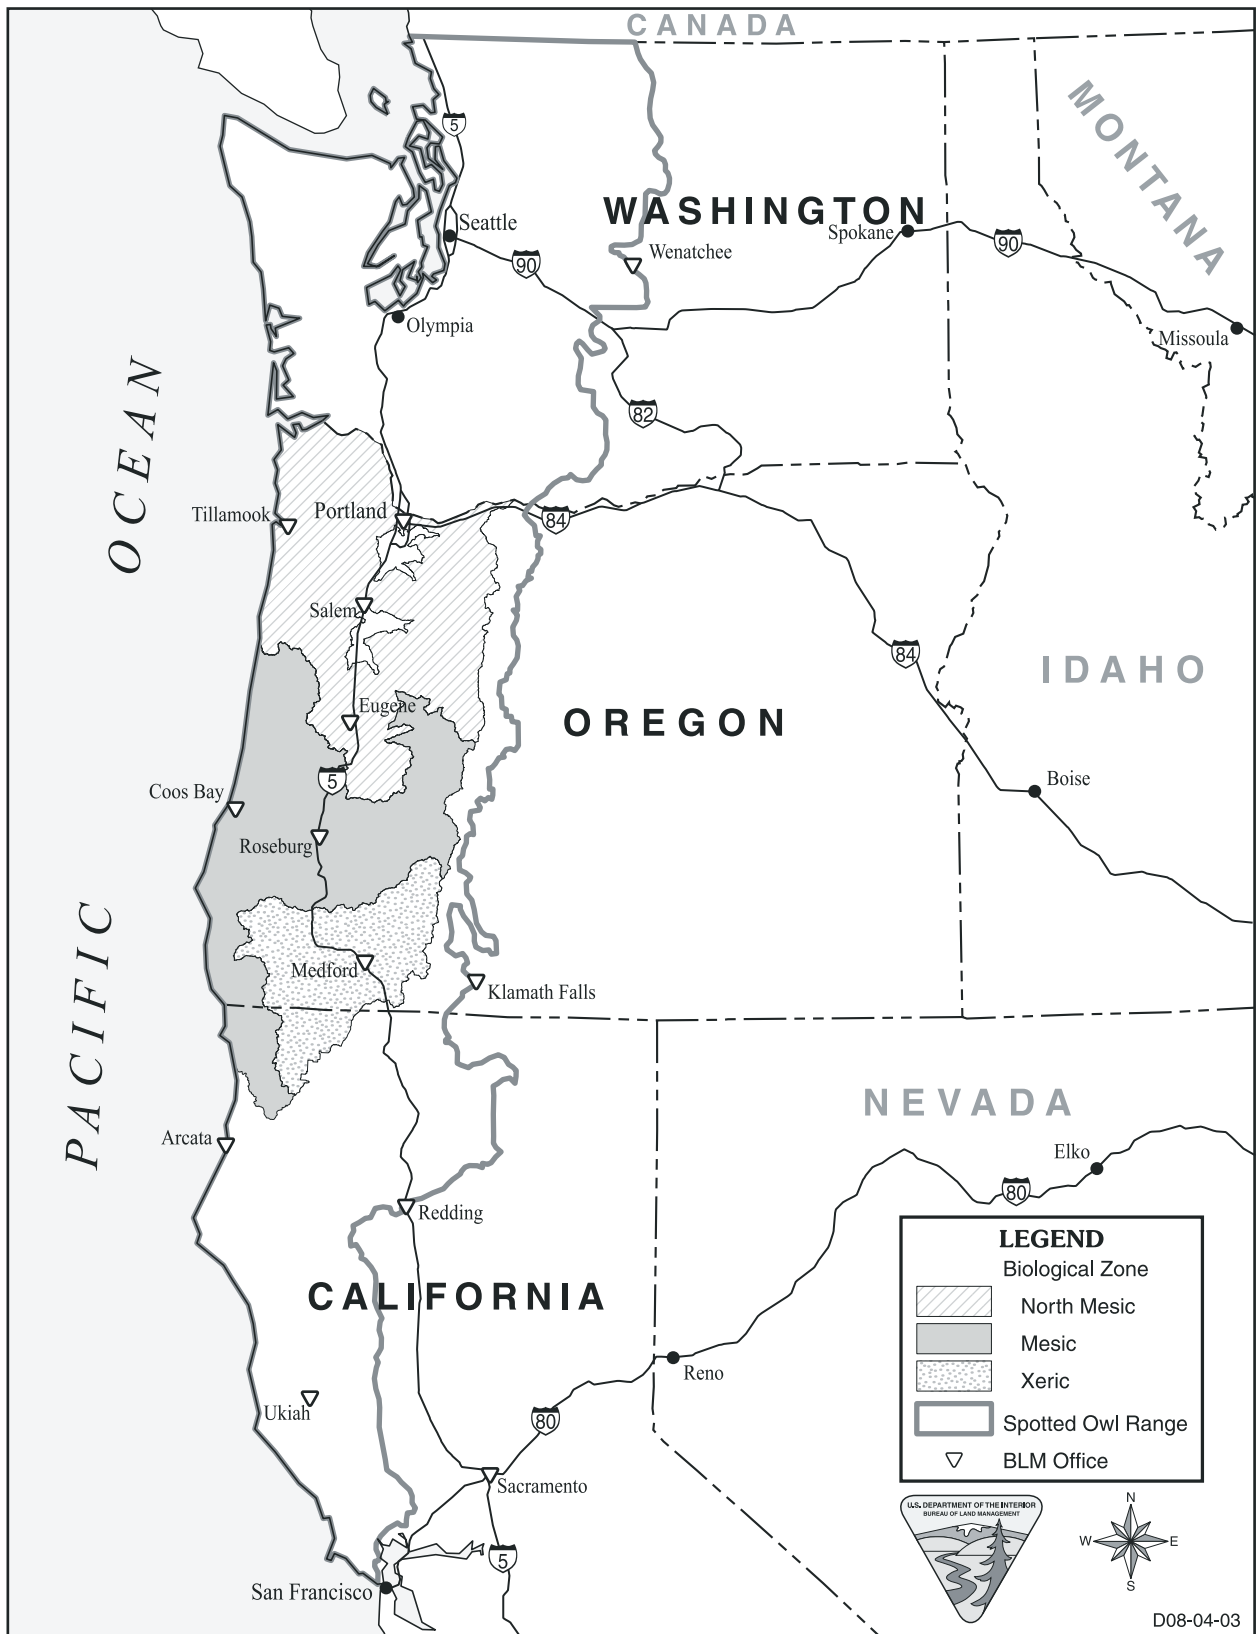 CANADA
MONTANA
5
WASHINGTON
Seattle
Spokane
Wenatchee
90
90
Olympia
Missoula
82
PACIFIC OCEAN
Tillamook
Portland
84
Salem
84
IDAHO
Eugene
OREGON
5
Boise
Coos Bay
Roseburg
Medford
Klamath Falls
NEVADA
Arcata
Elko
80
Redding
CALIFORNIA
Reno
Ukiah
80
Sacramento
5
San Francisco
LEGEND
Biological Zone
North Mesic
Mesic
Xeric
Spotted Owl Range
BLM Office
U.S. DEPARTMENT OF THE INTERIOR
BUREAU OF LAND MANAGEMENT
N
W
E
S
D08-04-03